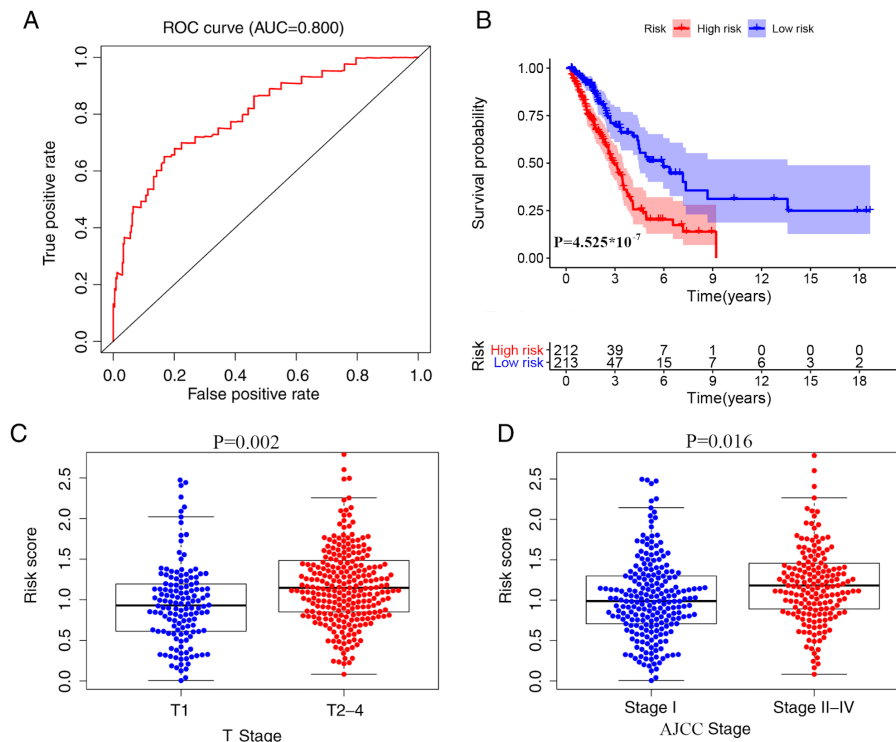 A
ROC curve (AUC=0.800)
True positive rate
1.0
0.8
0.6
0.4
0.2
0.0
0.0 0.2 0.4 0.6 0.8 1.0
False positive rate
B
Risk High risk Low risk
Survival probability
1.00
0.75
0.50
0.25
0.00
P=4.525*10⁻⁷
0 3 6 9 12 15 18
Time(years)
Risk
High risk 212 39 7 1 0 0 0
Low risk 213 47 15 7 6 3 2
0 3 6 9 12 15 18
Time(years)
C
P=0.002
Risk score
2.5
2.0
1.5
1.0
0.5
0.0
T1 T2–4
T Stage
D
P=0.016
Risk score
2.5
2.0
1.5
1.0
0.5
0.0
Stage I Stage II–IV
AJCC Stage